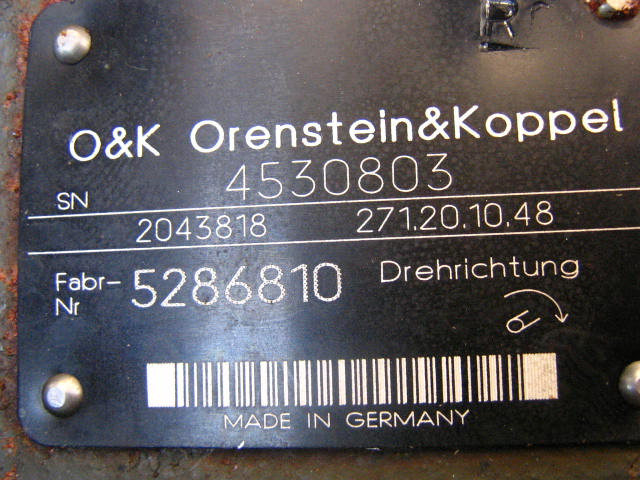 R
O&K Orenstein&Koppel
SN 4530803
2043818 271.20.10.48
Fabr-Nr 5286810 Drehrichtung
MADE IN GERMANY